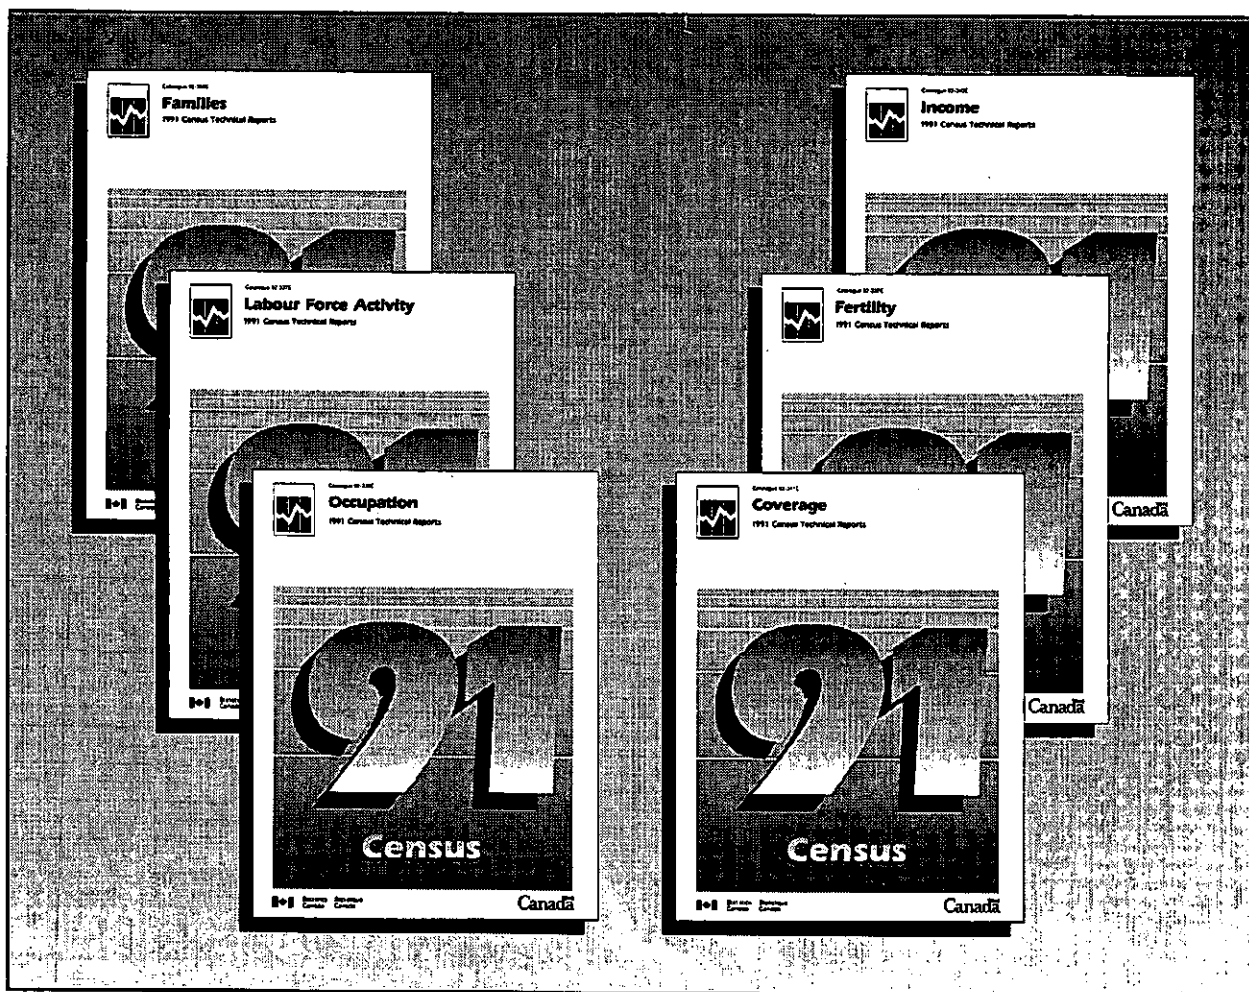 Families
1991 Census Technical Reports
Income
1991 Census Technical Reports
Labour Force Activity
1991 Census Technical Reports
Fertility
1991 Census Technical Reports
Occupation
1991 Census Technical Reports
Coverage
1991 Census Technical Reports
Canada
Canada
91
Census
Canada
91
Census
Canada